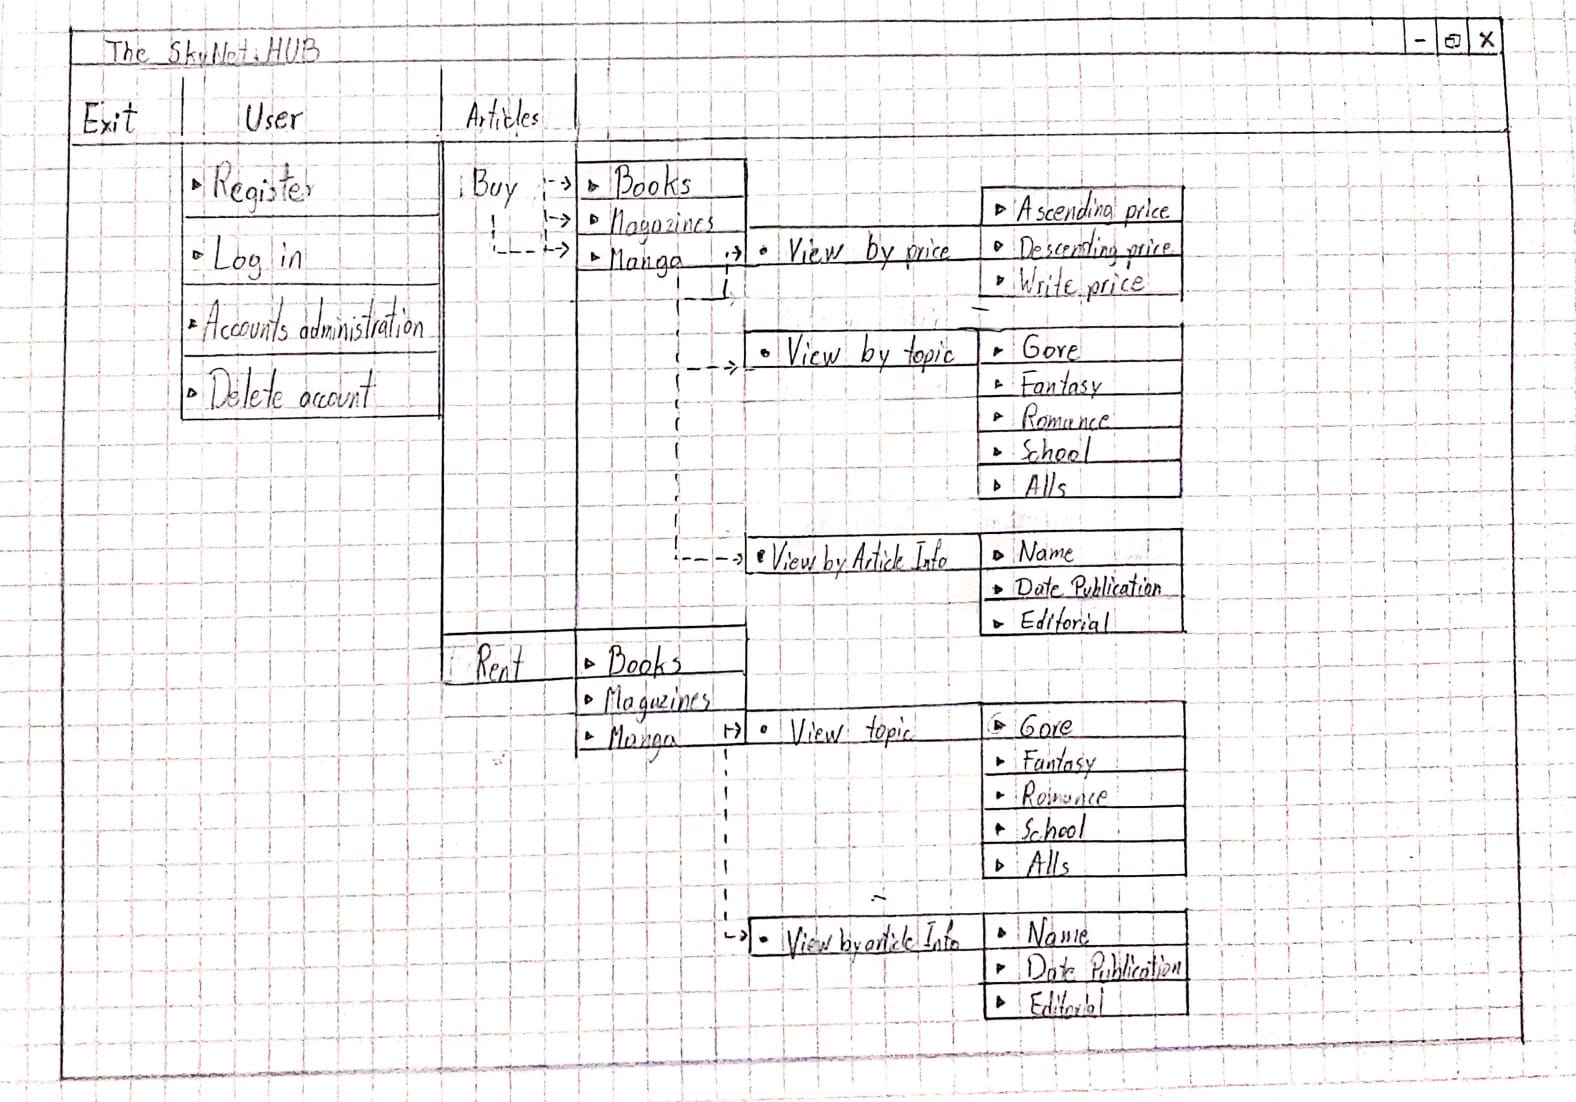 The SkyNet.HUB - X
Exit User Articles
Register
Log in
Accounts administration
Delete account
Buy
Books
Magazines
Manga
View by price
Ascending price
Descending price
Write price
View by topic
Gore
Fantasy
Romance
School
Alls
View by Article Info
Name
Date Publication
Editorial
Rent
Books
Magazines
Manga
View topic
Gore
Fantasy
Romance
School
Alls
View by article Info
Name
Date Publication
Editorial